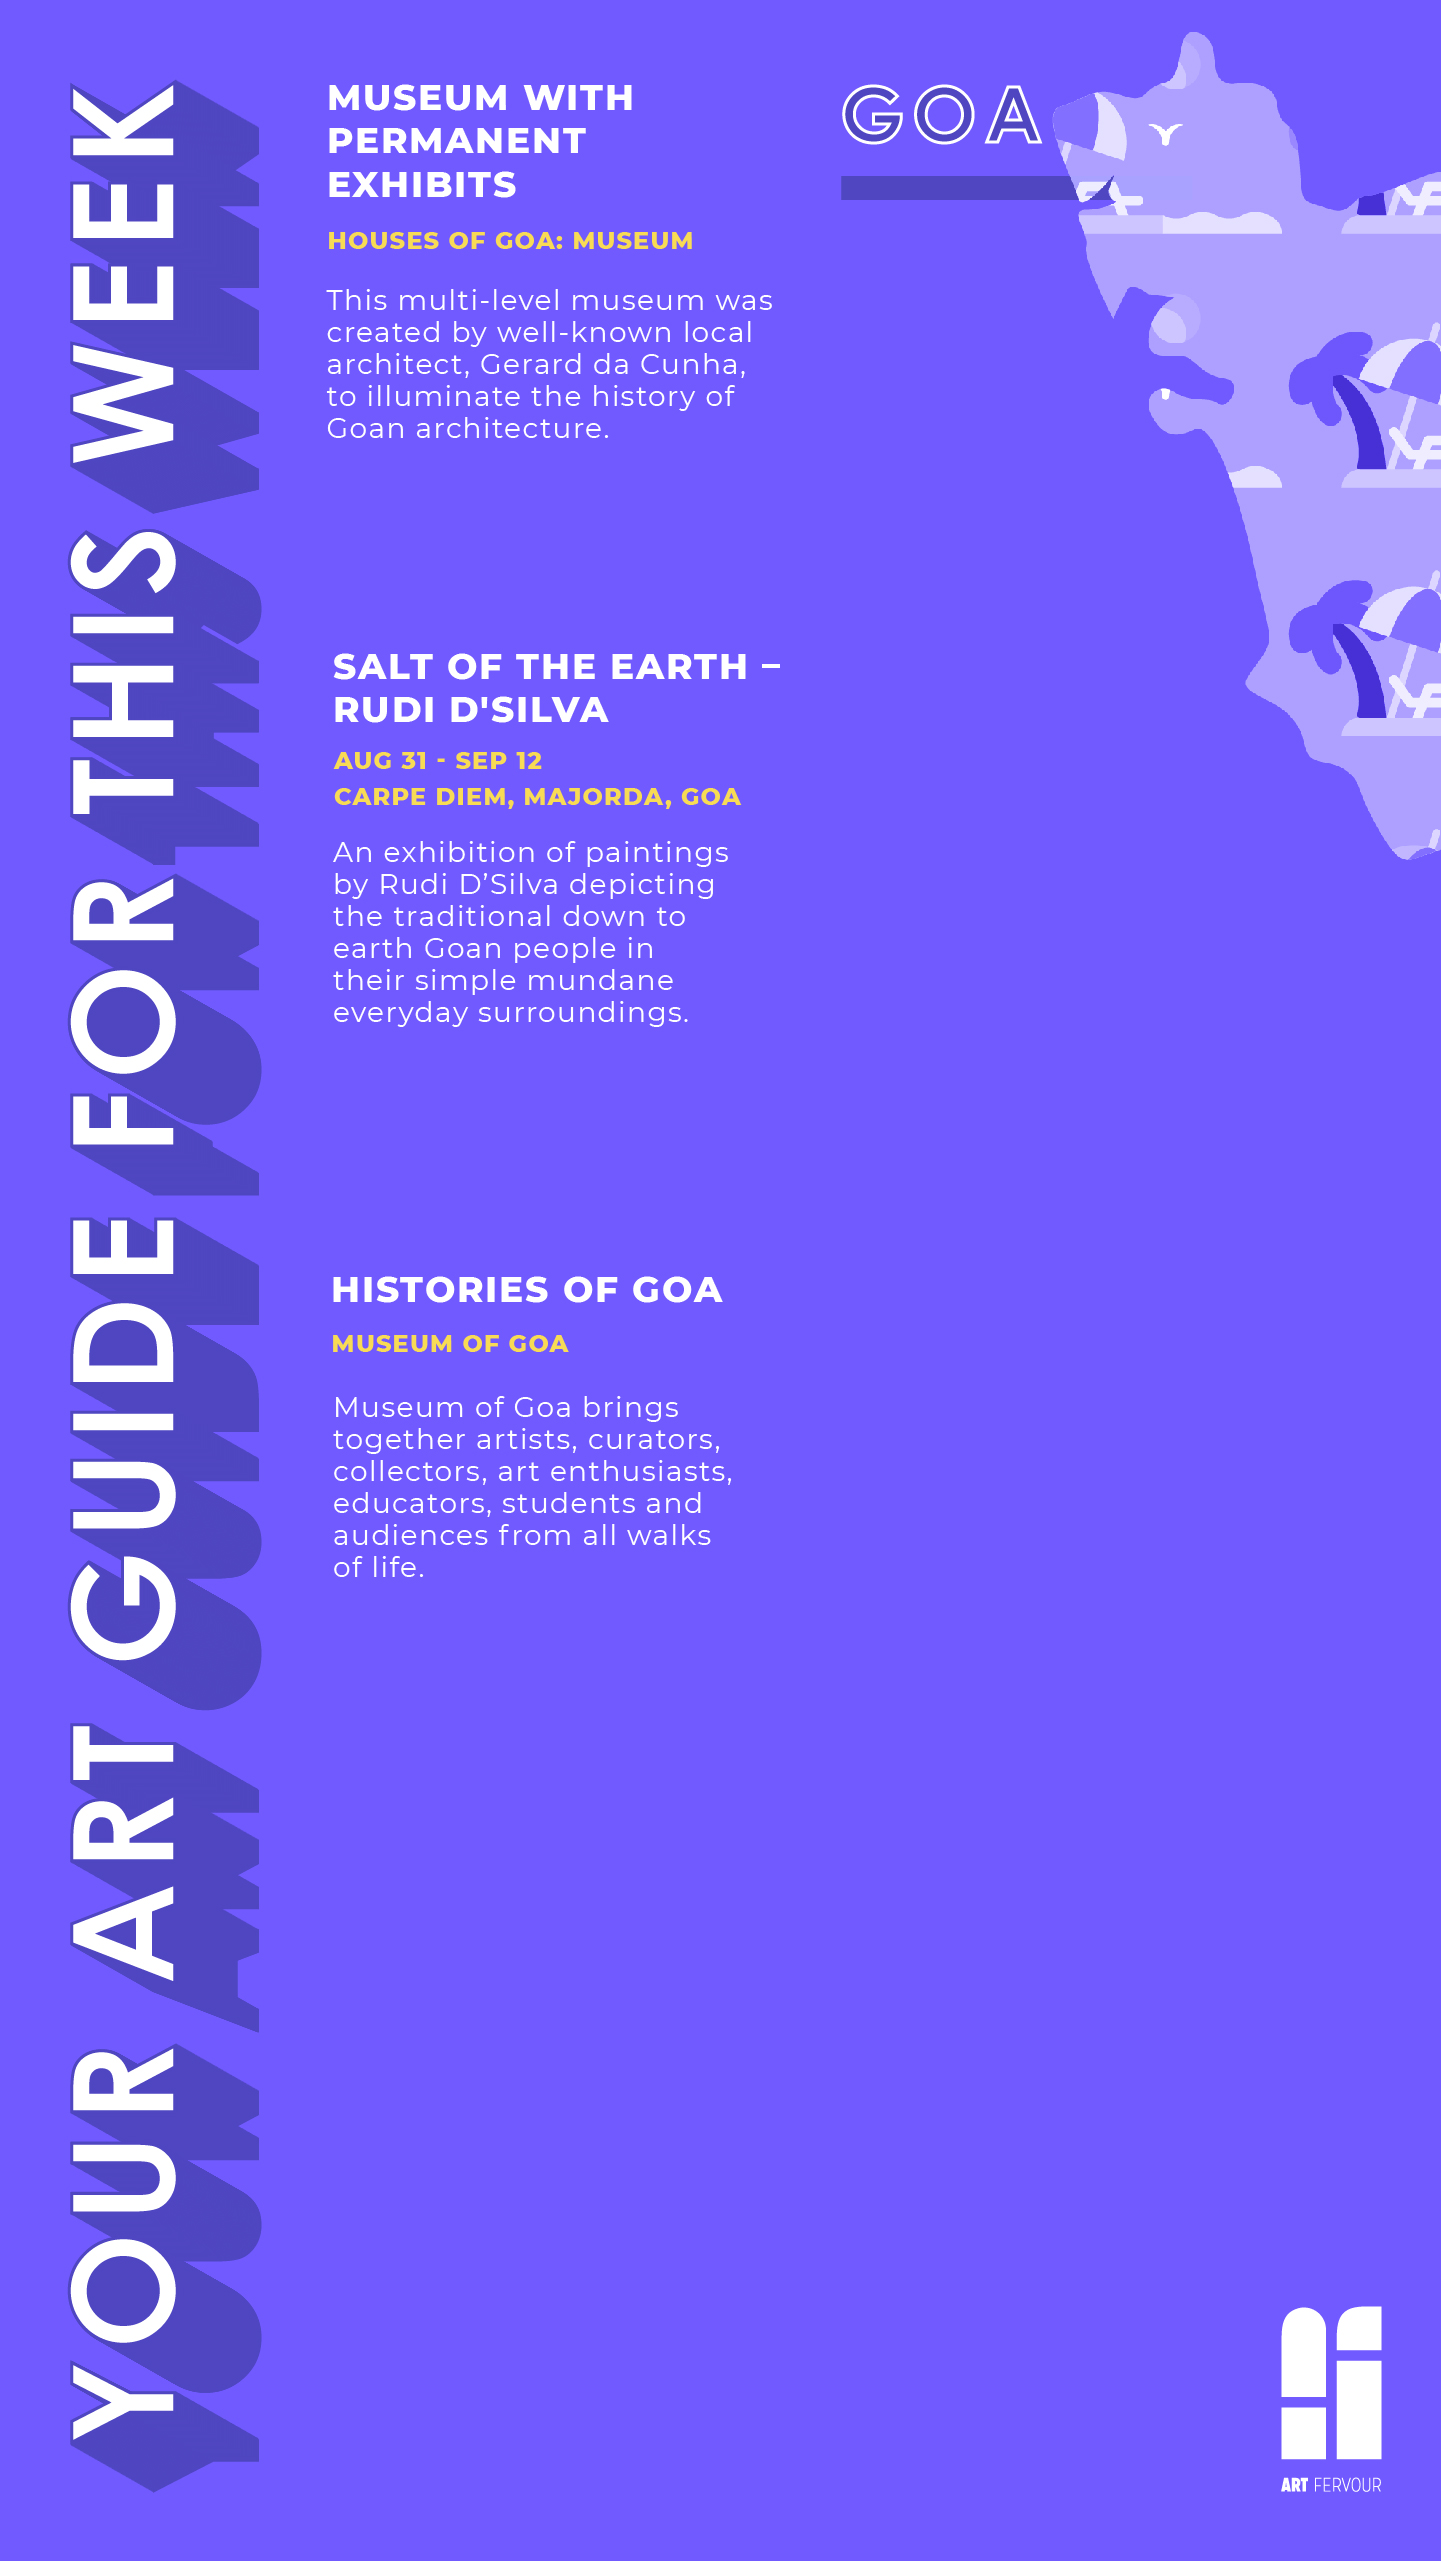 YOUR ART GUIDE FOR THIS WEEK
GOA
MUSEUM WITH
PERMANENT
EXHIBITS
HOUSES OF GOA: MUSEUM
This multi-level museum was
created by well-known local
architect, Gerard da Cunha,
to illuminate the history of
Goan architecture.
SALT OF THE EARTH –
RUDI D'SILVA
AUG 31 - SEP 12
CARPE DIEM, MAJORDA, GOA
An exhibition of paintings
by Rudi D’Silva depicting
the traditional down to
earth Goan people in
their simple mundane
everyday surroundings.
HISTORIES OF GOA
MUSEUM OF GOA
Museum of Goa brings
together artists, curators,
collectors, art enthusiasts,
educators, students and
audiences from all walks
of life.
ART FERVOUR